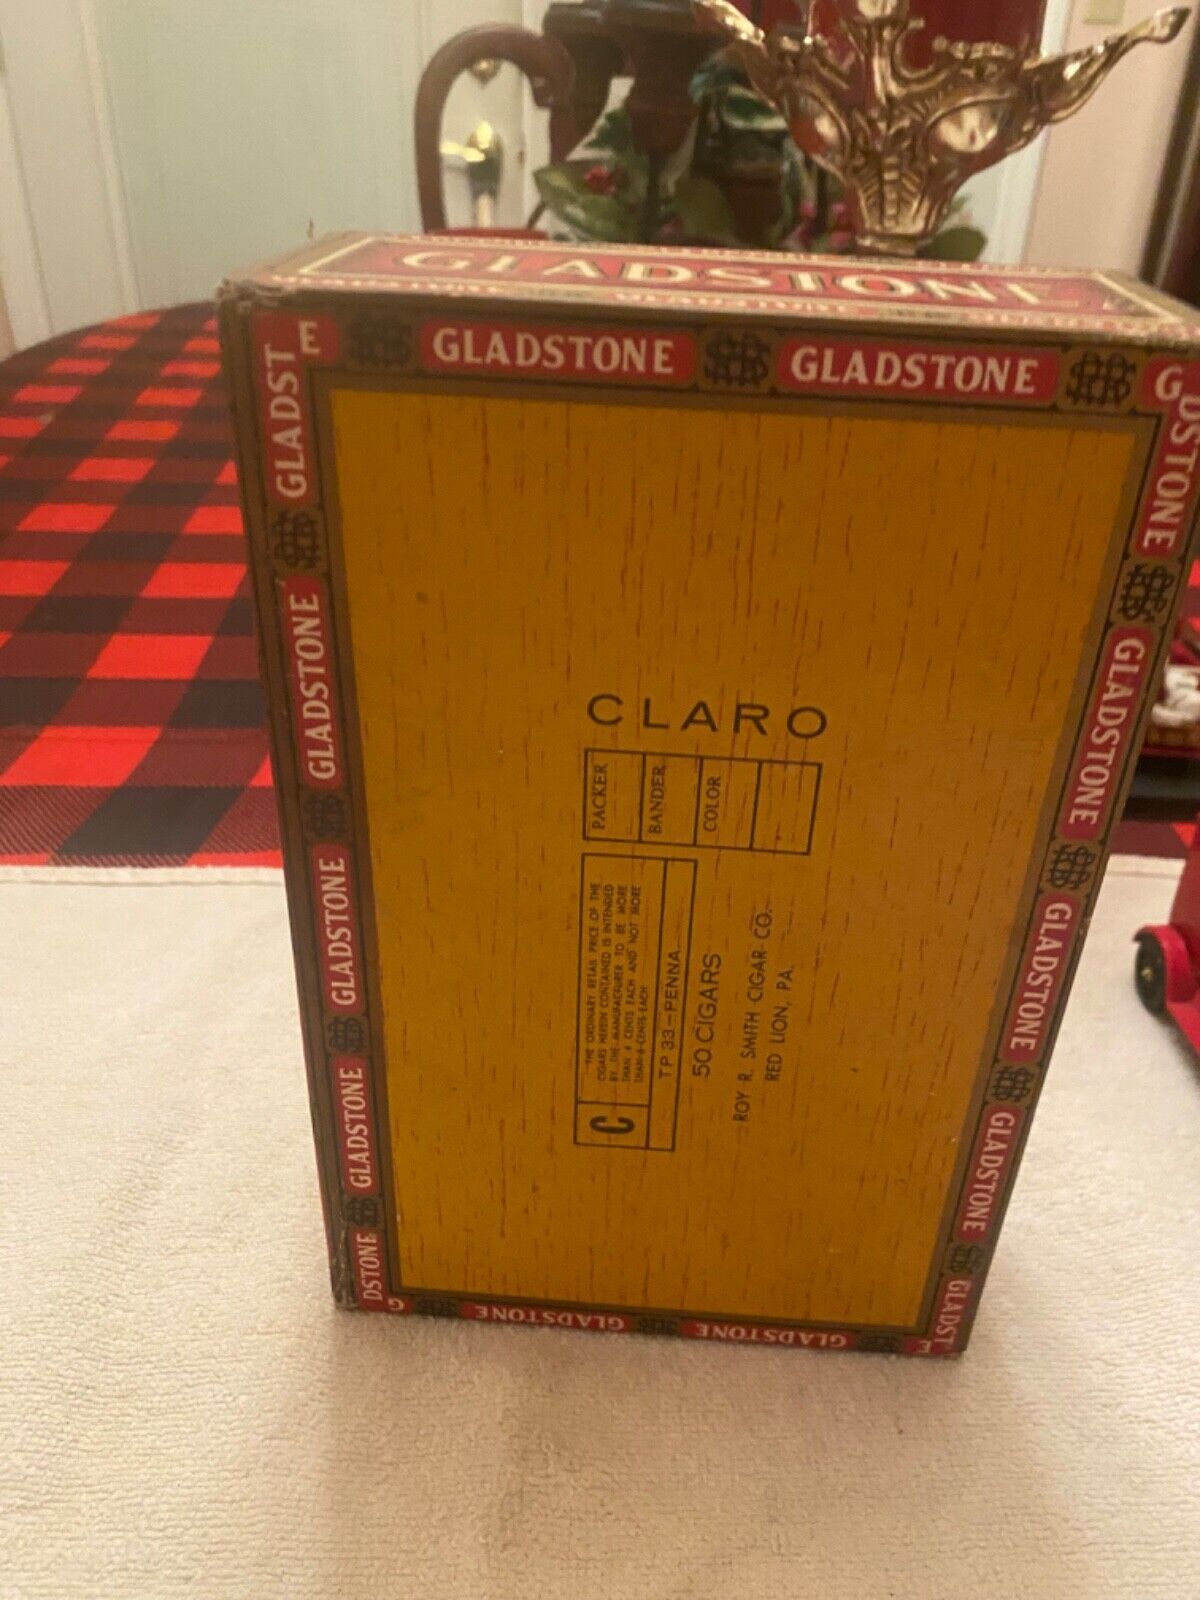 GLADSTONE
E
GLADSTONE
GLADSTONE
G
GLADST
GLADSTONE
GLADSTONE
GLADSTONE
DSTONE
DSTONE
GLADSTONE
GLADSTONE
GLADSTONE
GLADST
CLARO
PACKER
BANDER
COLOR
C
"THE ORDINARY RETAIL PRICE OF THE
CIGARS HEREIN CONTAINED IS INTENDED
BY THE MANUFACTURER TO BE MORE
THAN 4 CENTS EACH AND NOT MORE
THAN 6 CENTS EACH
TP 33-PENNA
50 CIGARS
ROY R. SMITH CIGAR CO.
RED LION, PA.
G
GLADSTONE
GLADSTONE
GLADSTONE
GLADSTONE
E